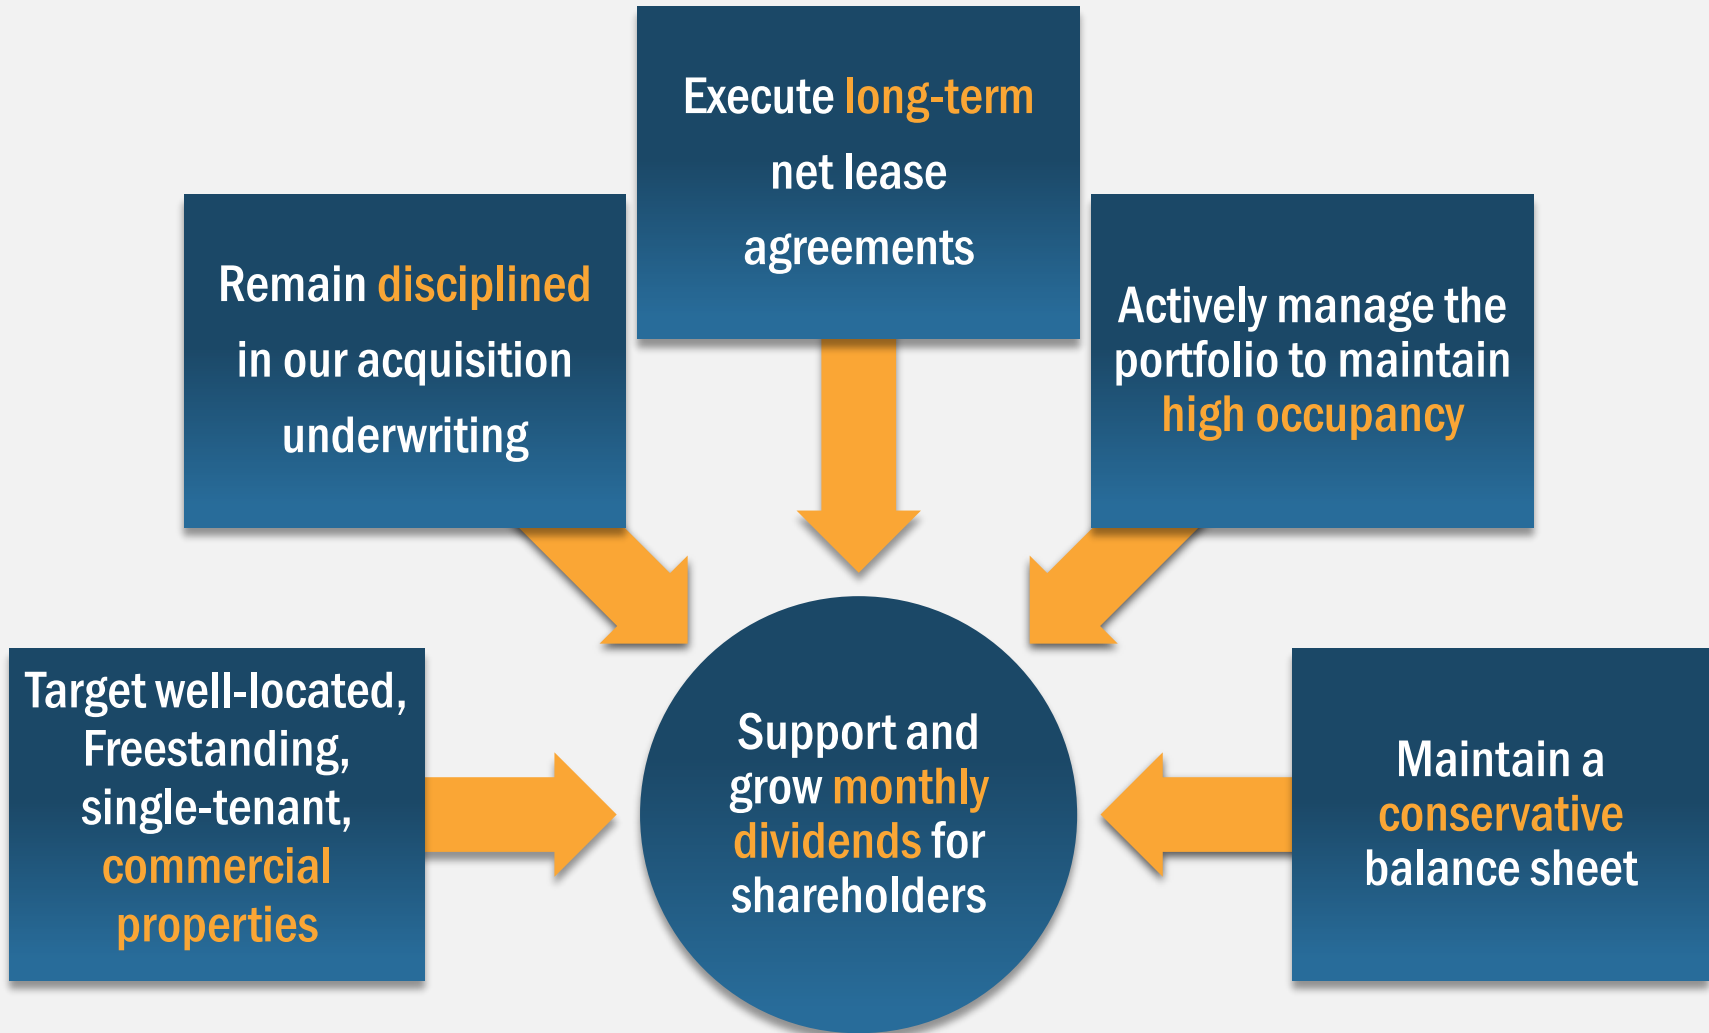 Execute long-term
net lease
agreements
Remain disciplined
in our acquisition
underwriting
Actively manage the
portfolio to maintain
high occupancy
Target well-located,
Freestanding,
single-tenant,
commercial
properties
Support and
grow monthly
dividends for
shareholders
Maintain a
conservative
balance sheet